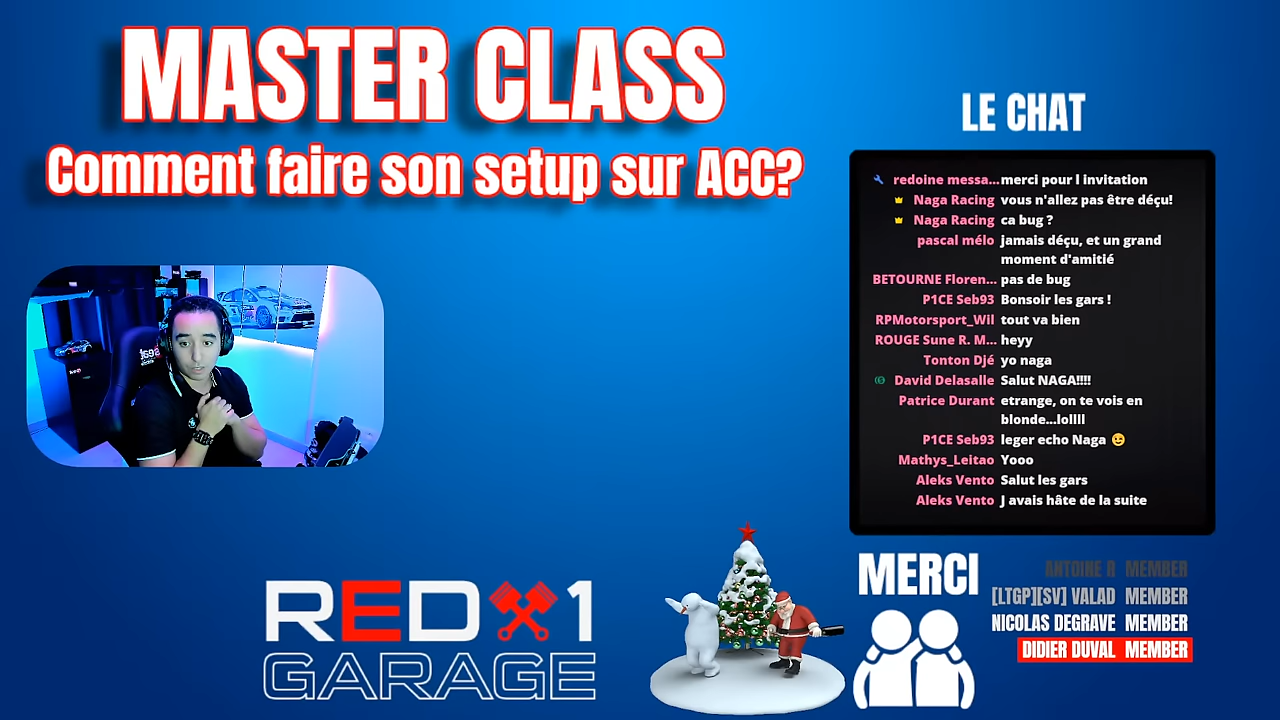 MASTER CLASS
Comment faire son setup sur ACC?
LE CHAT
redoine messa... merci pour l invitation
Naga Racing vous n'allez pas être déçu!
Naga Racing ca bug ?
pascal mélo jamais déçu, et un grand
moment d'amitié
BETOURNE Floren... pas de bug
P1CE Seb93 Bonsoir les gars !
RPMotorsport_Wil tout va bien
ROUGE Sune R. M... heyy
Tonton Djé yo naga
David Delasalle Salut NAGA!!!!
Patrice Durant etrange, on te vois en
blonde...lollll
P1CE Seb93 leger echo Naga 😉
Mathys_Leitao Yooo
Aleks Vento Salut les gars
Aleks Vento J avais hâte de la suite
RED 1
GARAGE
MERCI
ANTOINE R MEMBER
[LTGP][SV] VALAD MEMBER
NICOLAS DEGRAVE MEMBER
DIDIER DUVAL MEMBER